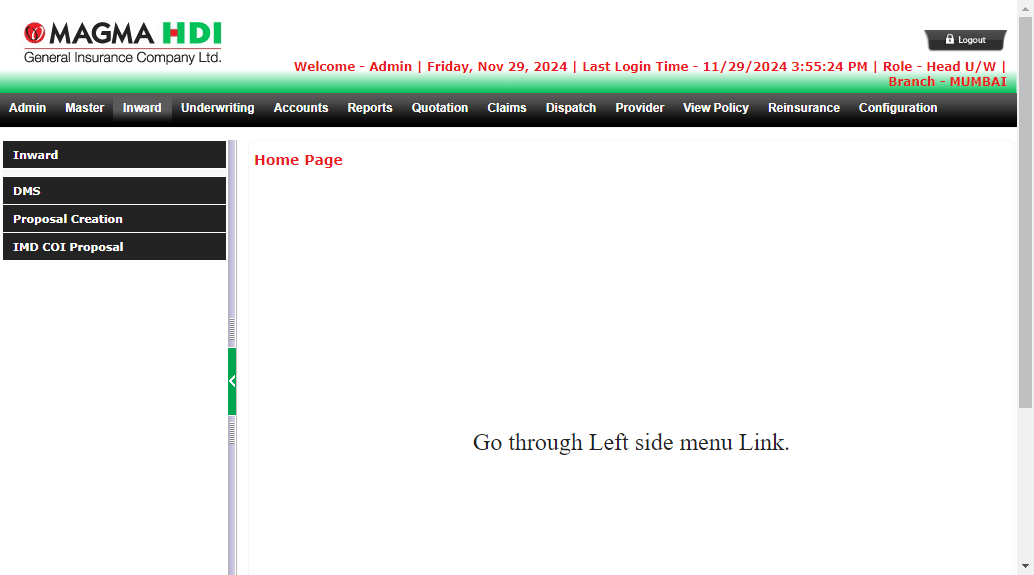 MAGMA HDI
General Insurance Company Ltd.
Logout
Welcome - Admin | Friday, Nov 29, 2024 | Last Login Time - 11/29/2024 3:55:24 PM | Role - Head U/W |
Branch - MUMBAI
Admin Master Inward Underwriting Accounts Reports Quotation Claims Dispatch Provider View Policy Reinsurance Configuration
Inward
DMS
Proposal Creation
IMD COI Proposal
Home Page
Go through Left side menu Link.